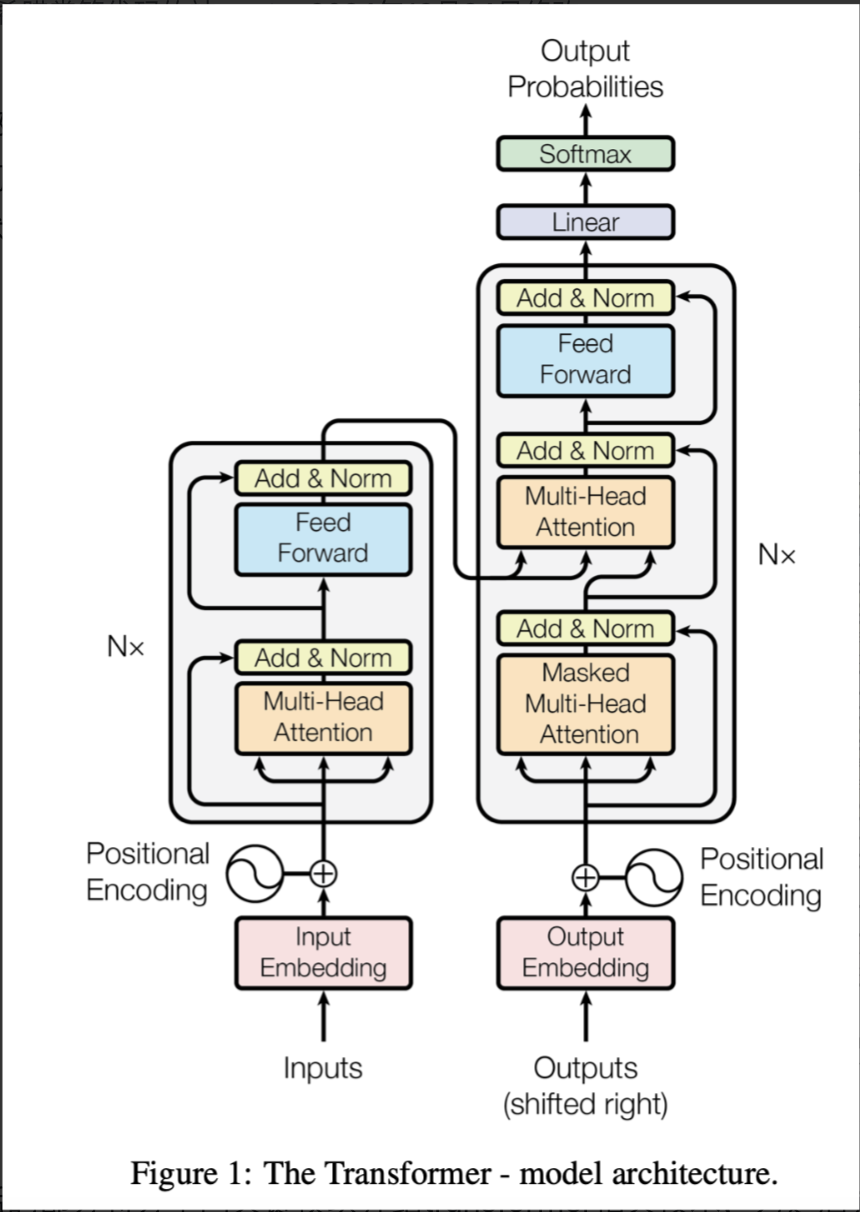 Output
Probabilities
Softmax
Linear
Add & Norm
Feed
Forward
Add & Norm
Multi-Head
Attention
Nx
Add & Norm
Masked
Multi-Head
Attention
Add & Norm
Feed
Forward
Nx
Add & Norm
Multi-Head
Attention
Positional
Encoding
Positional
Encoding
Input
Embedding
Output
Embedding
Inputs
Outputs
(shifted right)
Figure 1: The Transformer - model architecture.